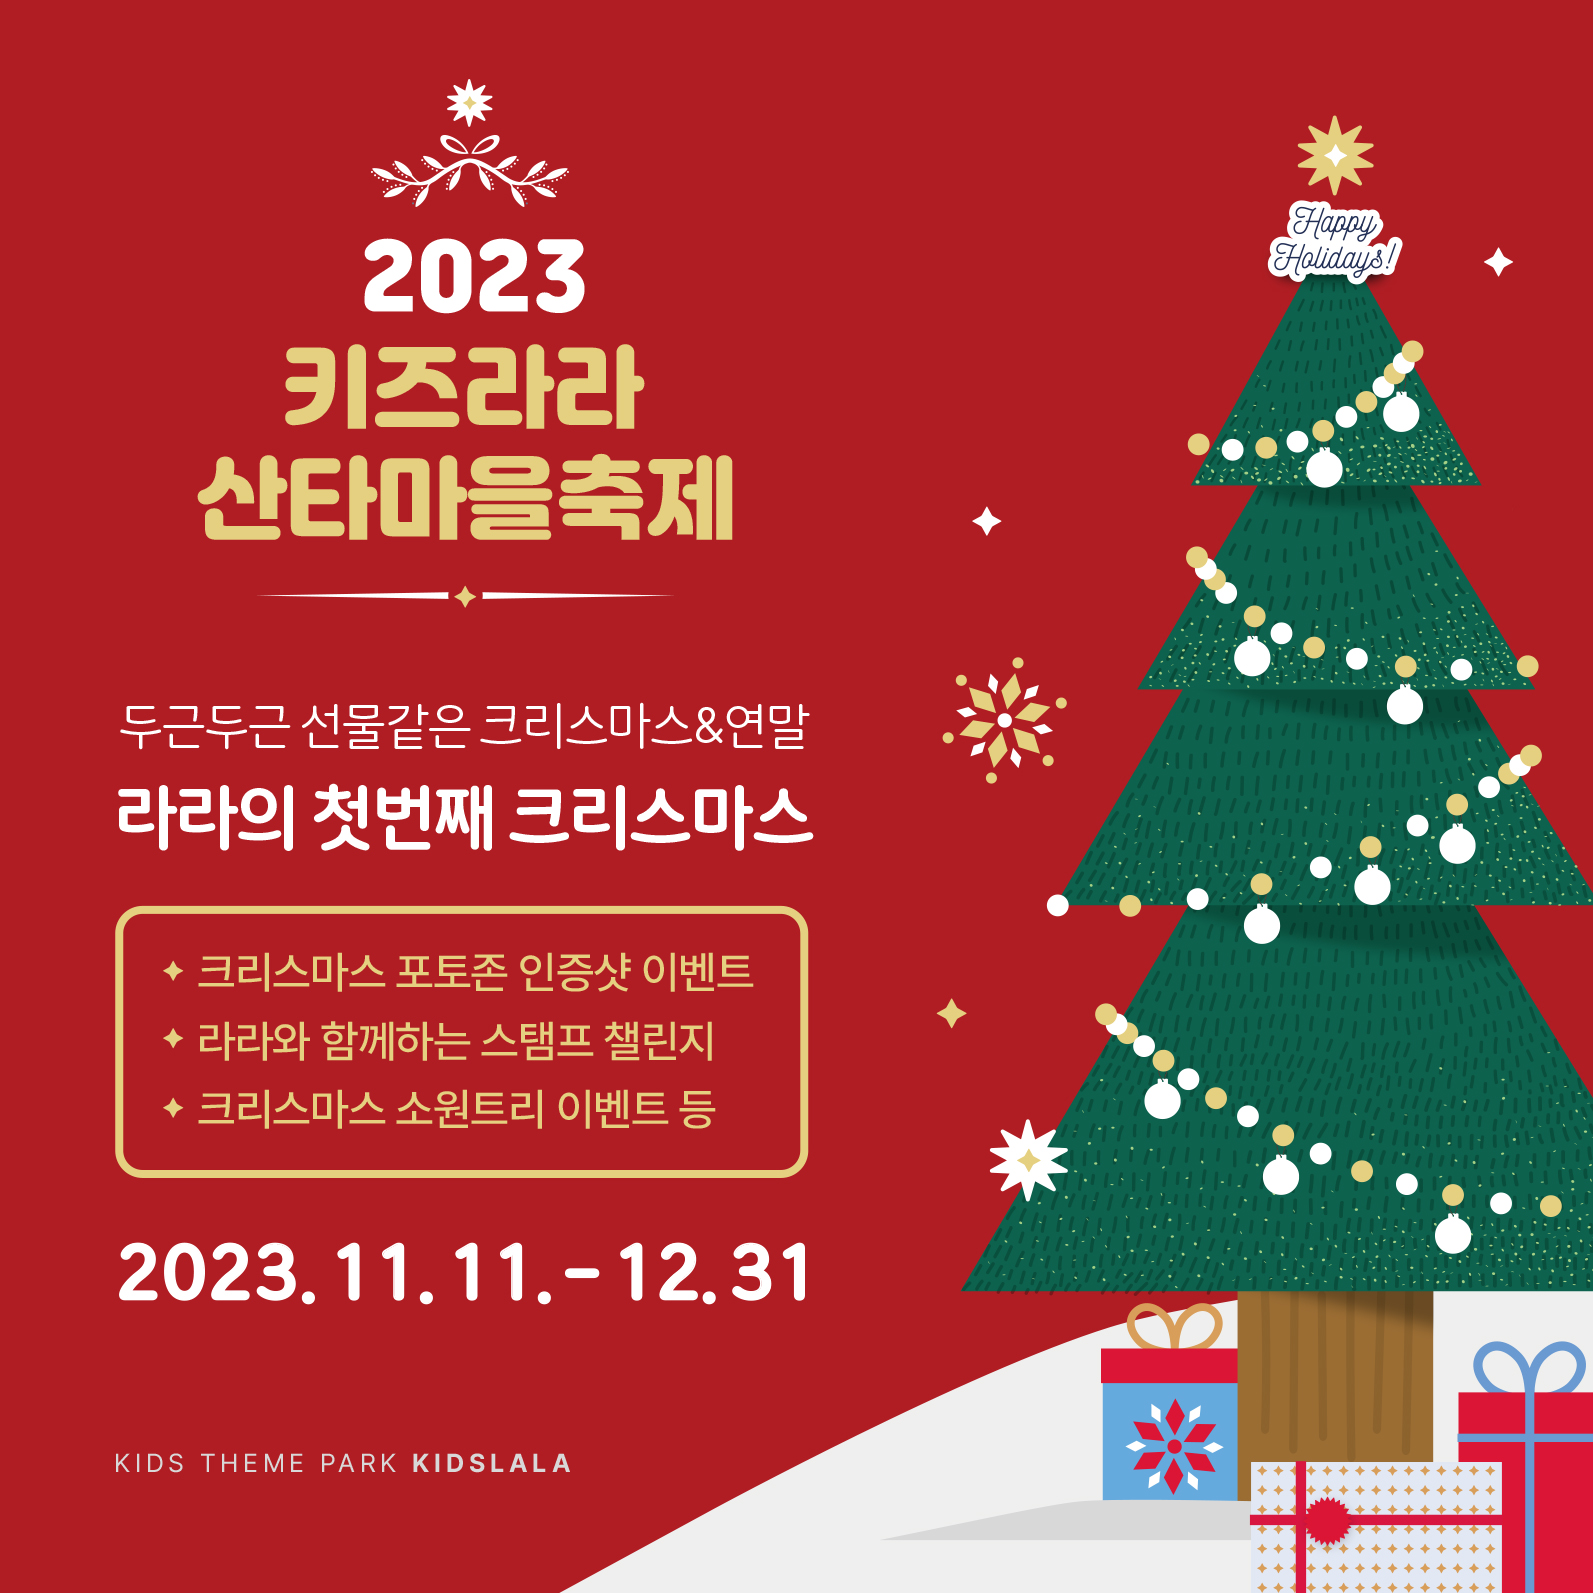 2023
키즈라라
산타마을축제
두근두근 선물같은 크리스마스&연말
라라의 첫번째 크리스마스
크리스마스 포토존 인증샷 이벤트
라라와 함께하는 스탬프 챌린지
크리스마스 소원트리 이벤트 등
2023. 11. 11. - 12. 31
KIDS THEME PARK KIDSLALA
Happy
Holidays!